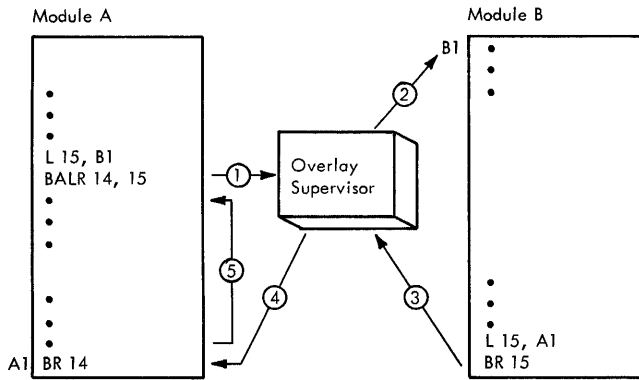 Module A
L 15, B1
BALR 14, 15
A1 BR 14
1
Overlay
Supervisor
2
3
4
5
Module B
B1
L 15, A1
BR 15